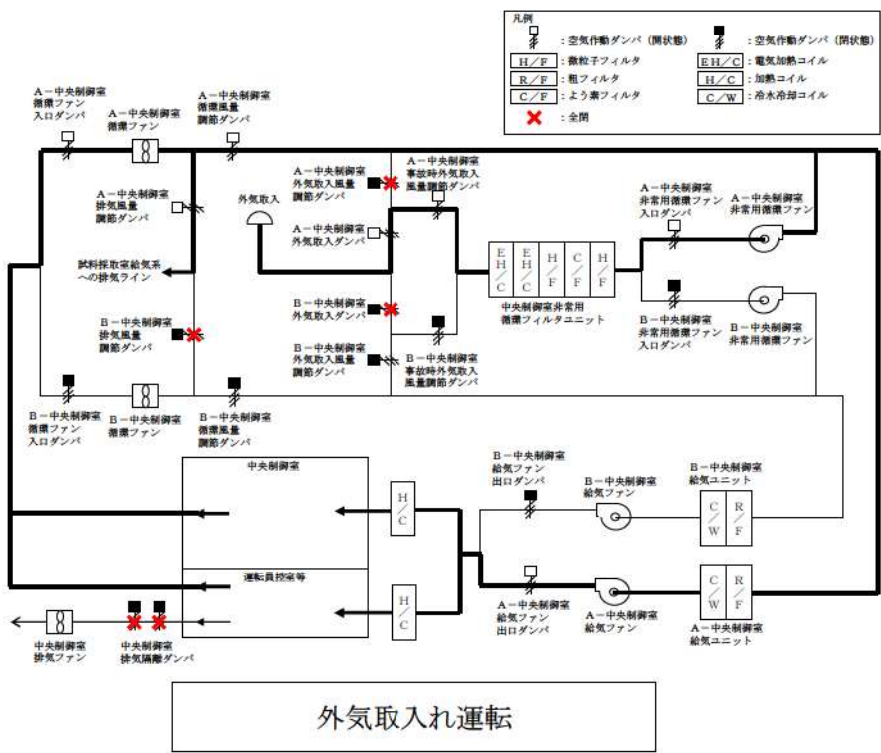 凡例
：空気作動ダンパ（開状態）
：空気作動ダンパ（閉状態）
H／F：微粒子フィルタ
EH／C：電気加熱コイル
R／F：粗フィルタ
H／C：加熱コイル
C／F：よう素フィルタ
C／W：冷水冷却コイル
：全閉
A－中央制御室
循環ファン
入口ダンパ
A－中央制御室
循環ファン
A－中央制御室
循環風量
調節ダンパ
A－中央制御室
排気風量
調節ダンパ
外気取入
A－中央制御室
外気取入風量
調節ダンパ
A－中央制御室
外気取入ダンパ
A－中央制御室
事故時外気取入
風量調節ダンパ
A－中央制御室
非常用循環ファン
入口ダンパ
A－中央制御室
非常用循環ファン
試料採取室給気系
への排気ライン
EH／C
EH／C
H／F
C／F
H／F
中央制御室非常用
循環フィルタユニット
B－中央制御室
排気風量
調節ダンパ
B－中央制御室
外気取入ダンパ
B－中央制御室
外気取入風量
調節ダンパ
B－中央制御室
事故時外気取入
風量調節ダンパ
B－中央制御室
非常用循環ファン
入口ダンパ
B－中央制御室
非常用循環ファン
B－中央制御室
循環ファン
入口ダンパ
B－中央制御室
循環ファン
B－中央制御室
循環風量
調節ダンパ
中央制御室
H／C
B－中央制御室
給気ファン
出口ダンパ
B－中央制御室
給気ファン
B－中央制御室
給気ユニット
C／W
R／F
運転員控室等
H／C
A－中央制御室
給気ファン
出口ダンパ
A－中央制御室
給気ファン
C／W
R／F
A－中央制御室
給気ユニット
中央制御室
排気ファン
中央制御室
排気隔離ダンパ
外気取入れ運転